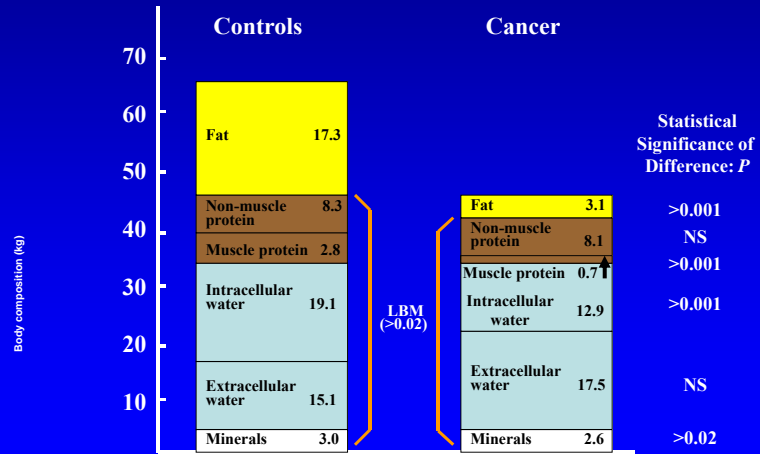 Controls
Cancer
Body composition (kg)
70
60
50
40
30
20
10
Fat 17.3
Non-muscle 8.3
protein
Muscle protein 2.8
Intracellular
water 19.1
Extracellular
water 15.1
Minerals 3.0
LBM
(>0.02)
Fat 3.1
Non-muscle
protein 8.1
Muscle protein 0.7
Intracellular
water 12.9
Extracellular
water 17.5
Minerals 2.6
Statistical
Significance of
Difference: P
>0.001
NS
>0.001
>0.001
NS
>0.02